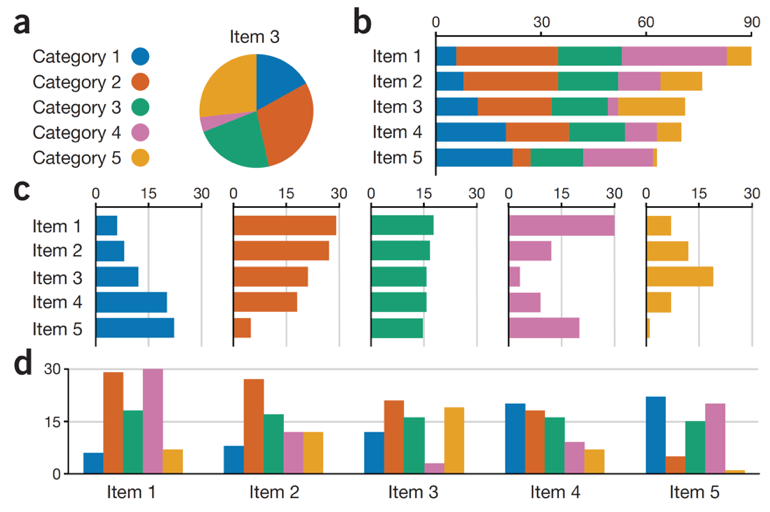 a
Item 3
Category 1
Category 2
Category 3
Category 4
Category 5
b
0 30 60 90
Item 1
Item 2
Item 3
Item 4
Item 5
c
0 15 30 0 15 30 0 15 30 0 15 30 0 15 30
Item 1
Item 2
Item 3
Item 4
Item 5
d
30
15
0
Item 1 Item 2 Item 3 Item 4 Item 5